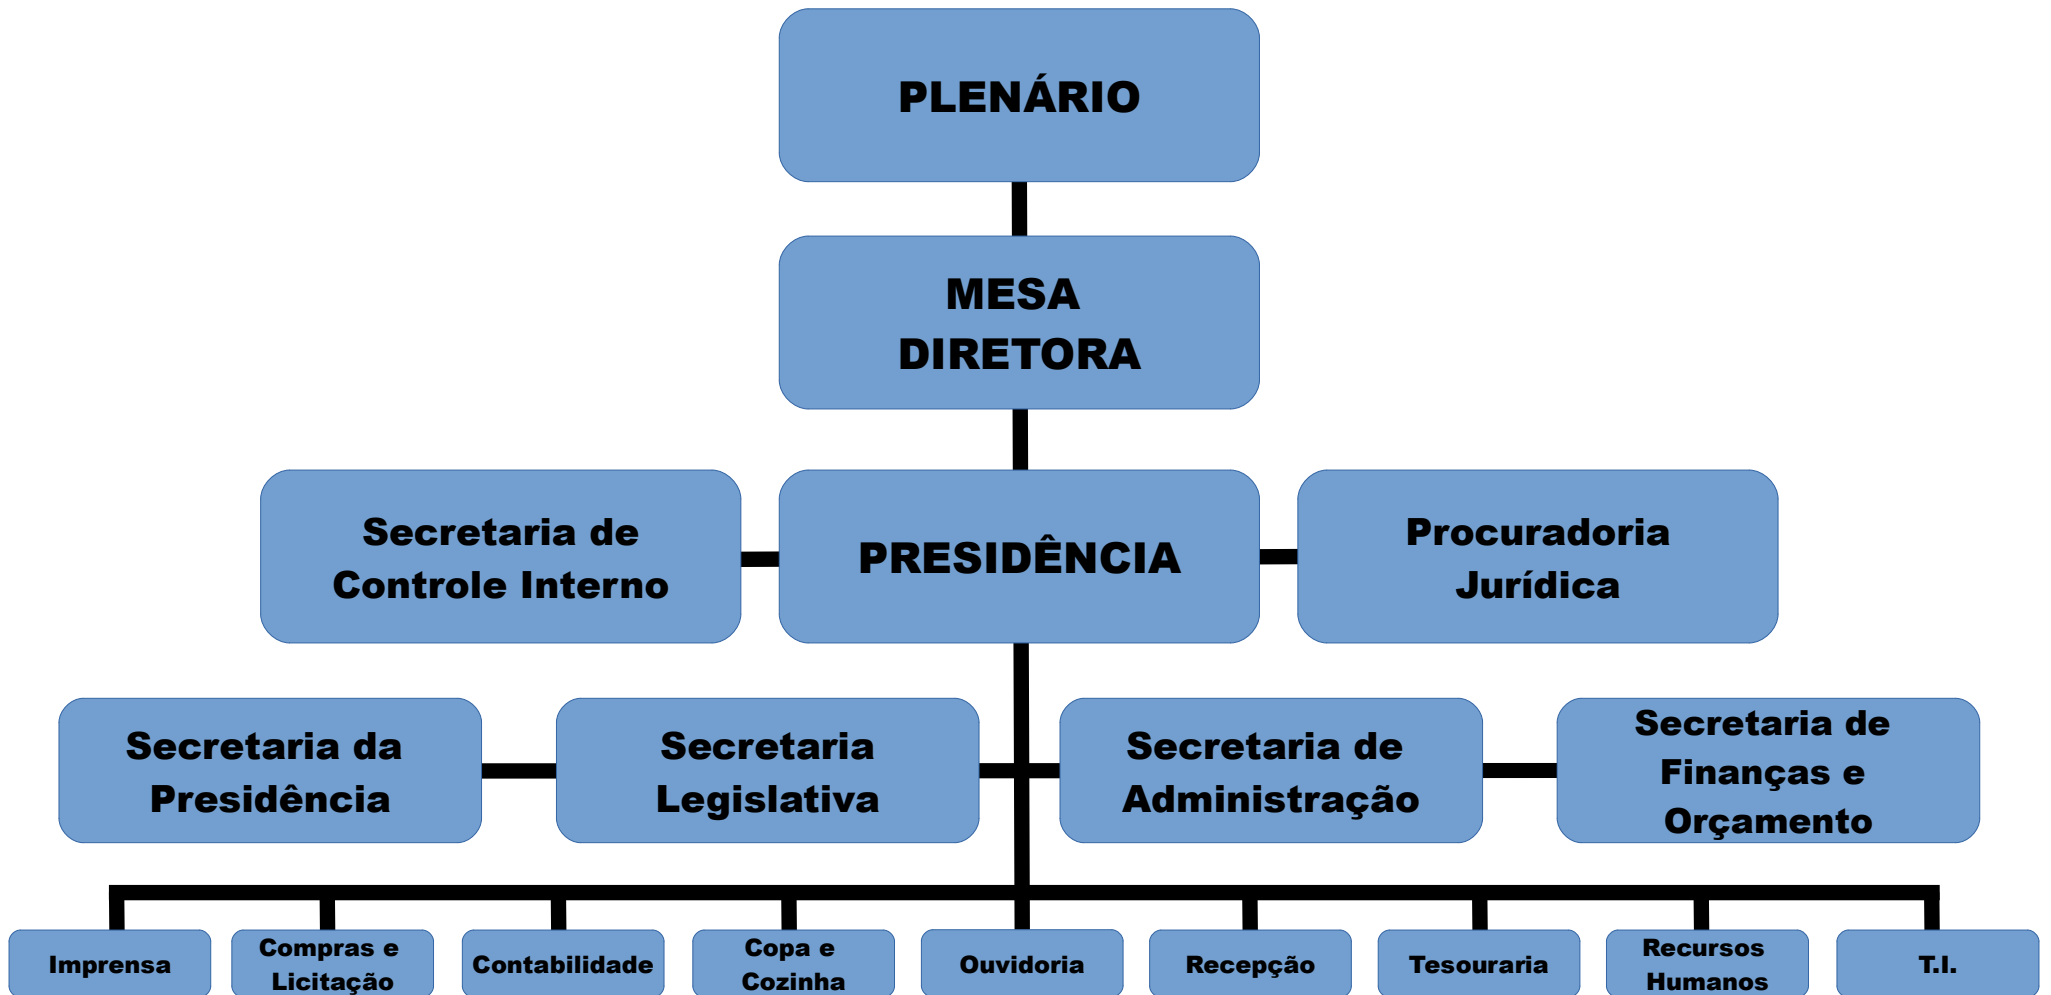 PLENÁRIO
MESA
DIRETORA
Secretaria de
Controle Interno
PRESIDÊNCIA
Procuradoria
Jurídica
Secretaria da
Presidência
Secretaria
Legislativa
Secretaria de
Administração
Secretaria de
Finanças e
Orçamento
Imprensa
Compras e
Licitação
Contabilidade
Copa e
Cozinha
Ouvidoria
Recepção
Tesouraria
Recursos
Humanos
T.I.